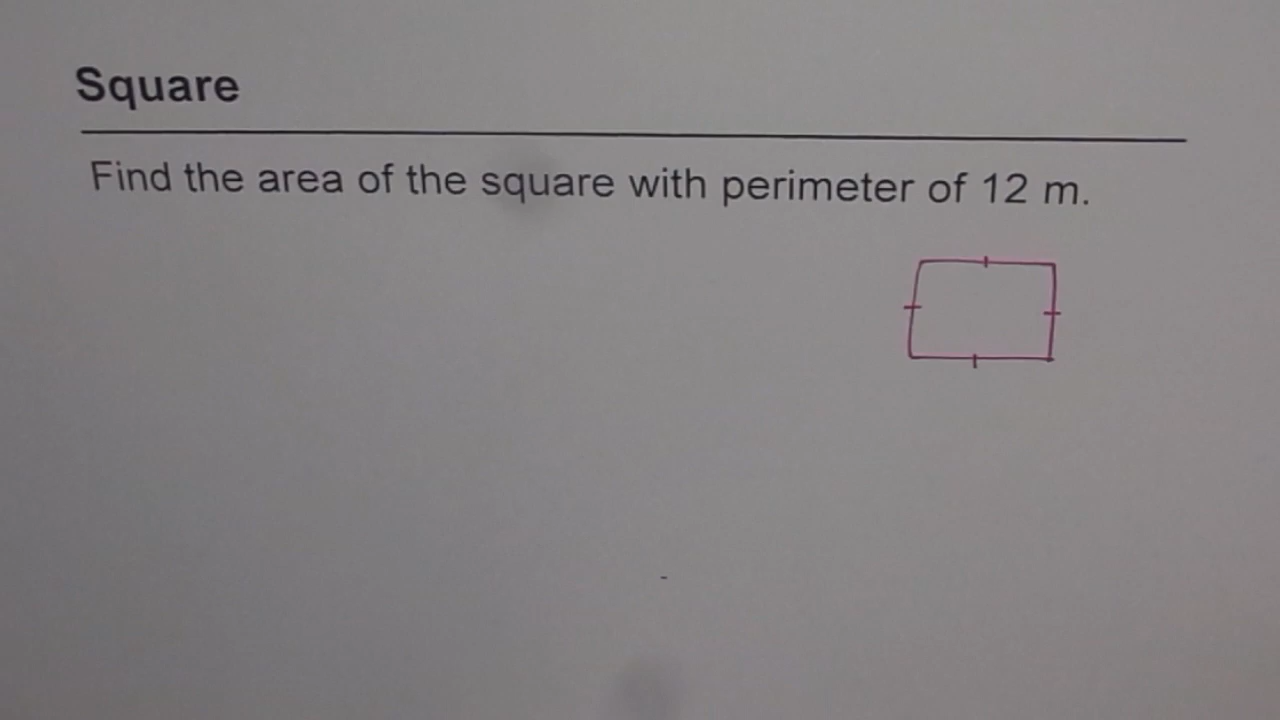 Square
Find the area of the square with perimeter of 12 m.